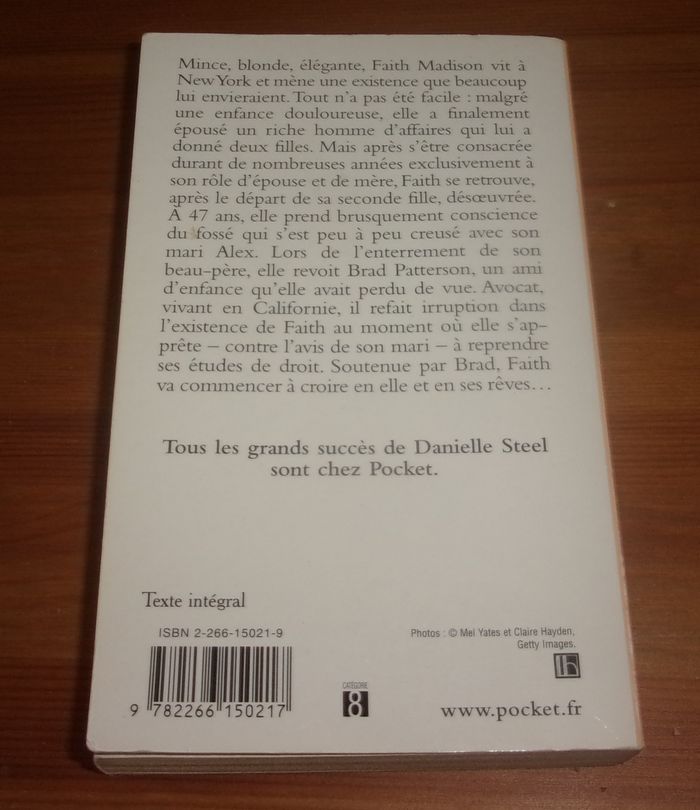 Mince, blonde, élégante, Faith Madison vit à
New York et mène une existence que beaucoup
lui envieraient. Tout n'a pas été facile : malgré
une enfance douloureuse, elle a finalement
épousé un riche homme d'affaires qui lui a
donné deux filles. Mais après s'être consacrée
durant de nombreuses années exclusivement à
son rôle d'épouse et de mère, Faith se retrouve,
après le départ de sa seconde fille, désœuvrée.
À 47 ans, elle prend brusquement conscience
du fossé qui s'est peu à peu creusé avec son
mari Alex. Lors de l'enterrement de son
beau-père, elle revoit Brad Patterson, un ami
d'enfance qu'elle avait perdu de vue. Avocat,
vivant en Californie, il refait irruption dans
l'existence de Faith au moment où elle s'ap-
prête – contre l'avis de son mari – à reprendre
ses études de droit. Soutenue par Brad, Faith
va commencer à croire en elle et en ses rêves…
Tous les grands succès de Danielle Steel
sont chez Pocket.
Texte intégral
ISBN 2-266-15021-9
9 782266 150217
CATÉGORIE
8
Photos : © Mel Yates et Claire Hayden,
Getty Images.
h
www.pocket.fr